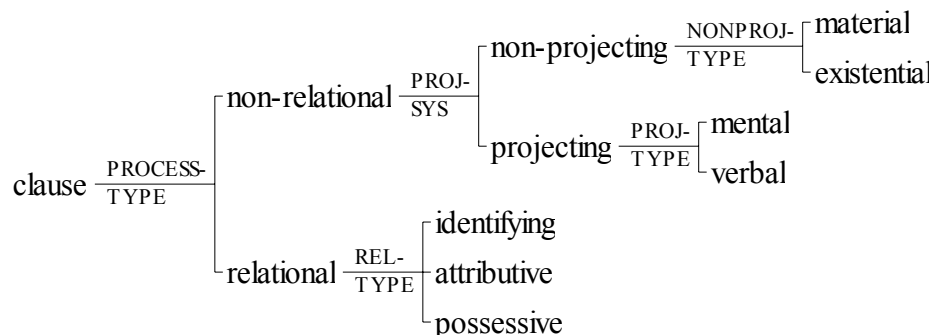 material
NONPROJ-
non-projecting
TYPE
existential
PROJ-
non-relational
SYS
mental
PROJ-
projecting
TYPE
verbal
PROCESS-
clause
TYPE
identifying
REL-
relational
attributive
TYPE
possessive